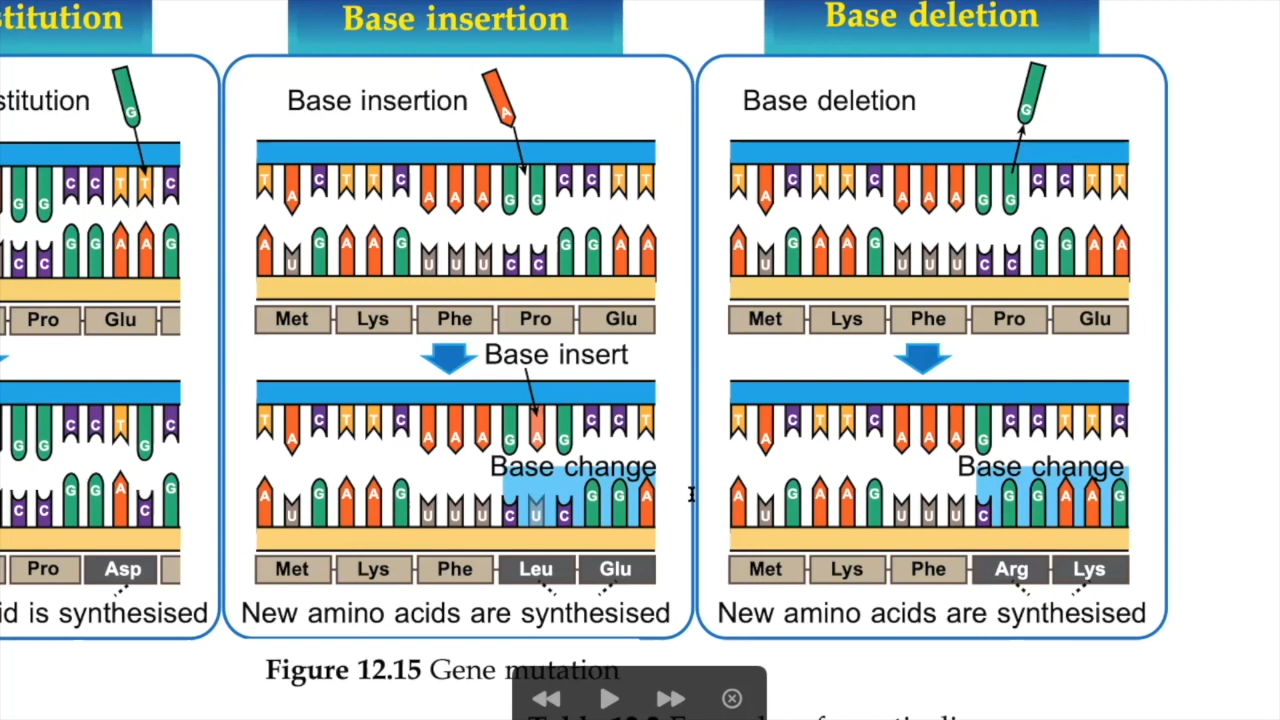 stitution
stitution
G
G G C C T T C
C C G G A A G
Pro Glu
G G C C T G C
C C G G A C G
Pro Asp
id is synthesised
Base insertion
Base insertion
A
T A C T T C A A A G G C C T T
A U G A A G U U U C C G G A A
Met Lys Phe Pro Glu
Base insert
T A C T T C A A A G A G C C T
Base change
A U G A A G U U U C U C G G A
Met Lys Phe Leu Glu
New amino acids are synthesised
Base deletion
Base deletion
G
T A C T T C A A A G G C C T T
A U G A A G U U U C C G G A A
Met Lys Phe Pro Glu
T A C T T C A A A G C C T T C
Base change
A U G A A G U U U C G G A A G
Met Lys Phe Arg Lys
New amino acids are synthesised
Figure 12.15 Gene mutation